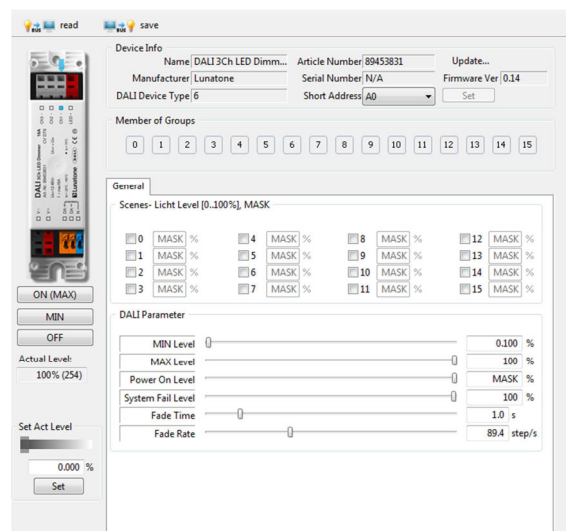 read save
Device Info
Name DALI 3Ch LED Dimm... Article Number 89453831 Update...
Manufacturer Lunatone Serial Number N/A Firmware Ver 0.14
DALI Device Type 6 Short Address A0 Set
Member of Groups
0 1 2 3 4 5 6 7 8 9 10 11 12 13 14 15
General
Scenes- Licht Level [0..100%], MASK
0 MASK % 4 MASK % 8 MASK % 12 MASK %
1 MASK % 5 MASK % 9 MASK % 13 MASK %
2 MASK % 6 MASK % 10 MASK % 14 MASK %
3 MASK % 7 MASK % 11 MASK % 15 MASK %
ON (MAX)
MIN
OFF
Actual Level:
100% (254)
Set Act Level
0.000 %
Set
DALI Parameter
MIN Level 0.100 %
MAX Level 100 %
Power On Level MASK %
System Fail Level 100 %
Fade Time 1.0 s
Fade Rate 89.4 step/s
BUS
BUS
DALI 3Ch LED Dimmer
Lunatone